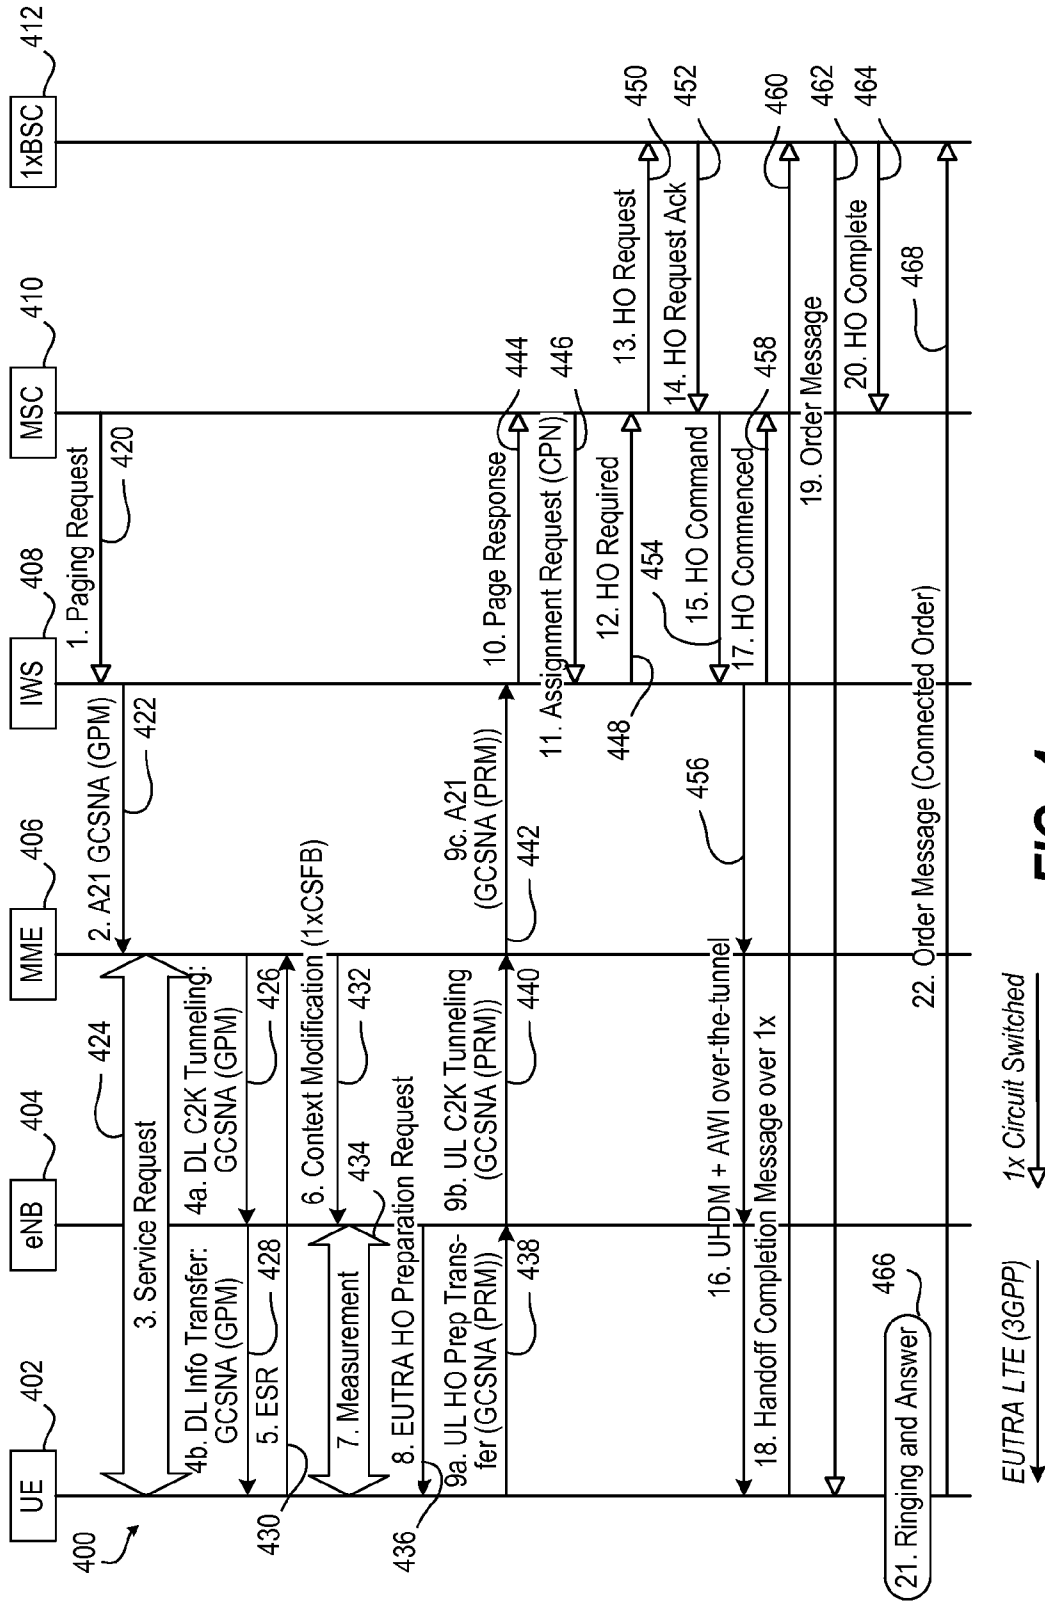 400
UE
402
eNB
404
MME
406
IWS
408
MSC
410
1xBSC
412
1. Paging Request
420
2. A21 GCSNA (GPM)
422
424
3. Service Request
4a. DL C2K Tunneling:
GCSNA (GPM)
426
4b. DL Info Transfer:
GCSNA (GPM)
428
5. ESR
430
6. Context Modification (1xCSFB)
432
7. Measurement
434
8. EUTRA HO Preparation Request
436
9a. UL HO Prep Trans-
fer (GCSNA (PRM))
438
9b. UL C2K Tunneling
(GCSNA (PRM))
440
9c. A21
(GCSNA (PRM))
442
10. Page Response
444
11. Assignment Request (CPN)
446
12. HO Required
448
13. HO Request
450
14. HO Request Ack
452
15. HO Command
454
16. UHDM + AWI over-the-tunnel
456
17. HO Commenced
458
18. Handoff Completion Message over 1x
460
19. Order Message
462
20. HO Complete
464
21. Ringing and Answer
466
22. Order Message (Connected Order)
468
EUTRA LTE (3GPP)
1x Circuit Switched